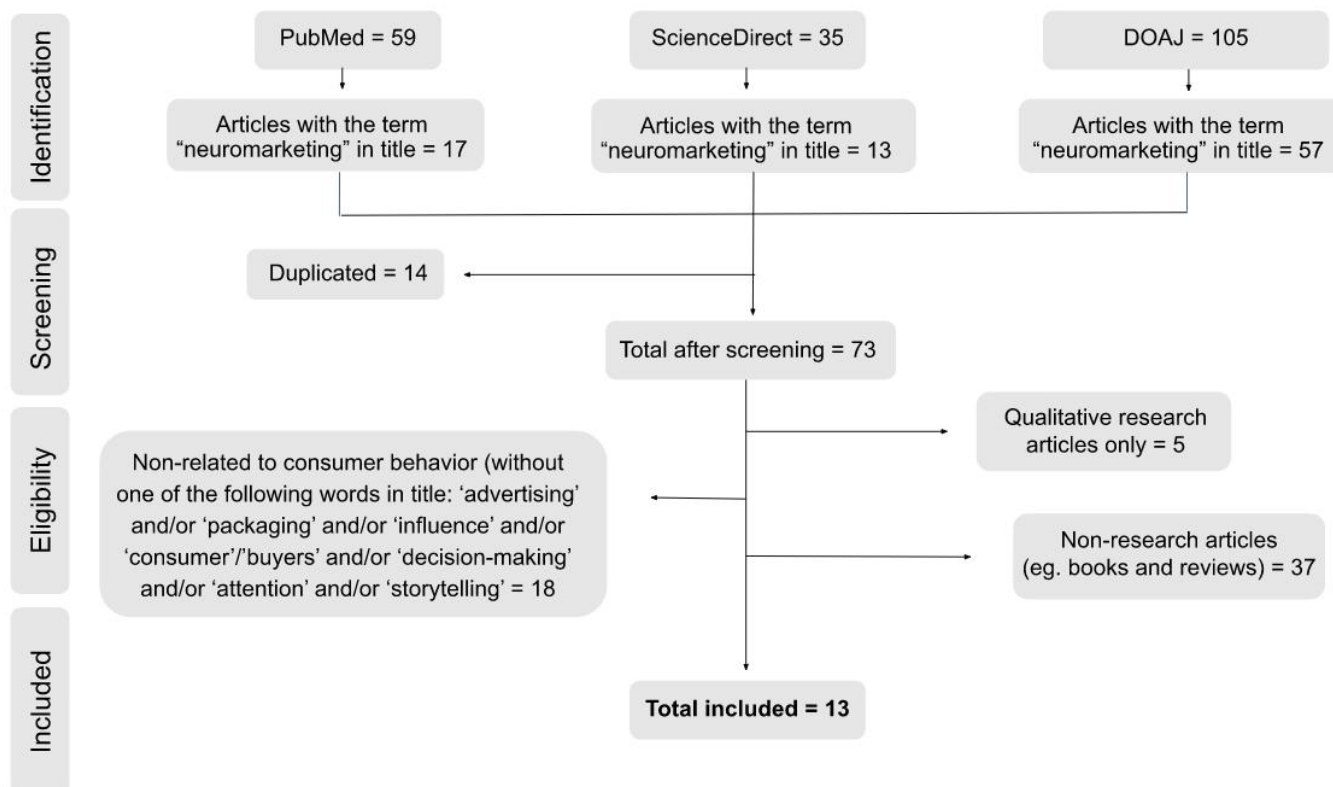 Identification
PubMed = 59
ScienceDirect = 35
DOAJ = 105
Articles with the term
“neuromarketing” in title = 17
Articles with the term
“neuromarketing” in title = 13
Articles with the term
“neuromarketing” in title = 57
Screening
Duplicated = 14
Total after screening = 73
Eligibility
Qualitative research
articles only = 5
Non-related to consumer behavior (without
one of the following words in title: ‘advertising’
and/or ‘packaging’ and/or ‘influence’ and/or
‘consumer’/’buyers’ and/or ‘decision-making’
and/or ‘attention’ and/or ‘storytelling’ = 18
Non-research articles
(eg. books and reviews) = 37
Included
Total included = 13